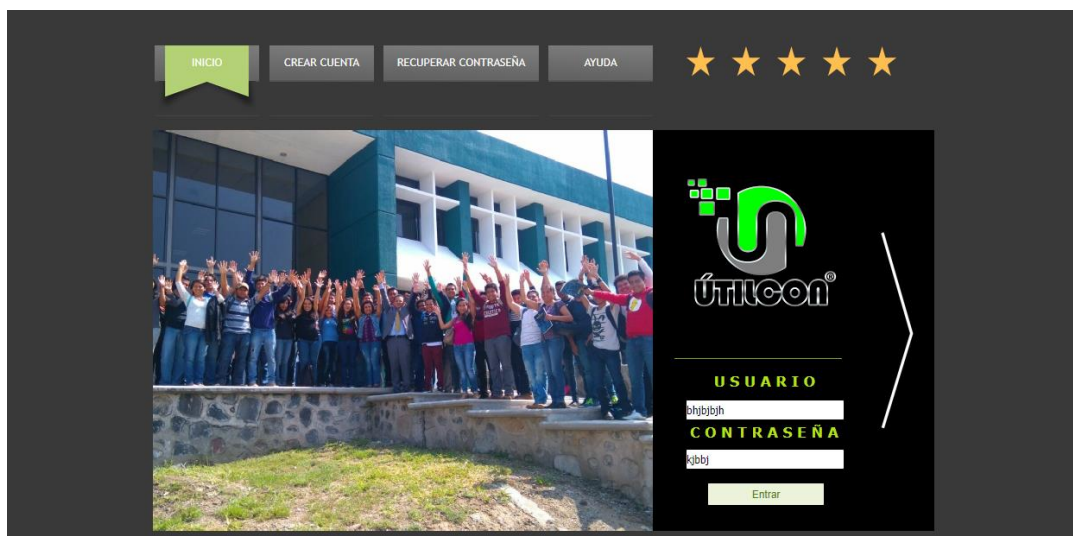 INICIO
CREAR CUENTA
RECUPERAR CONTRASEÑA
AYUDA
ÚTILCON®
USUARIO
bhjbjbjh
CONTRASEÑA
kjbbj
Entrar